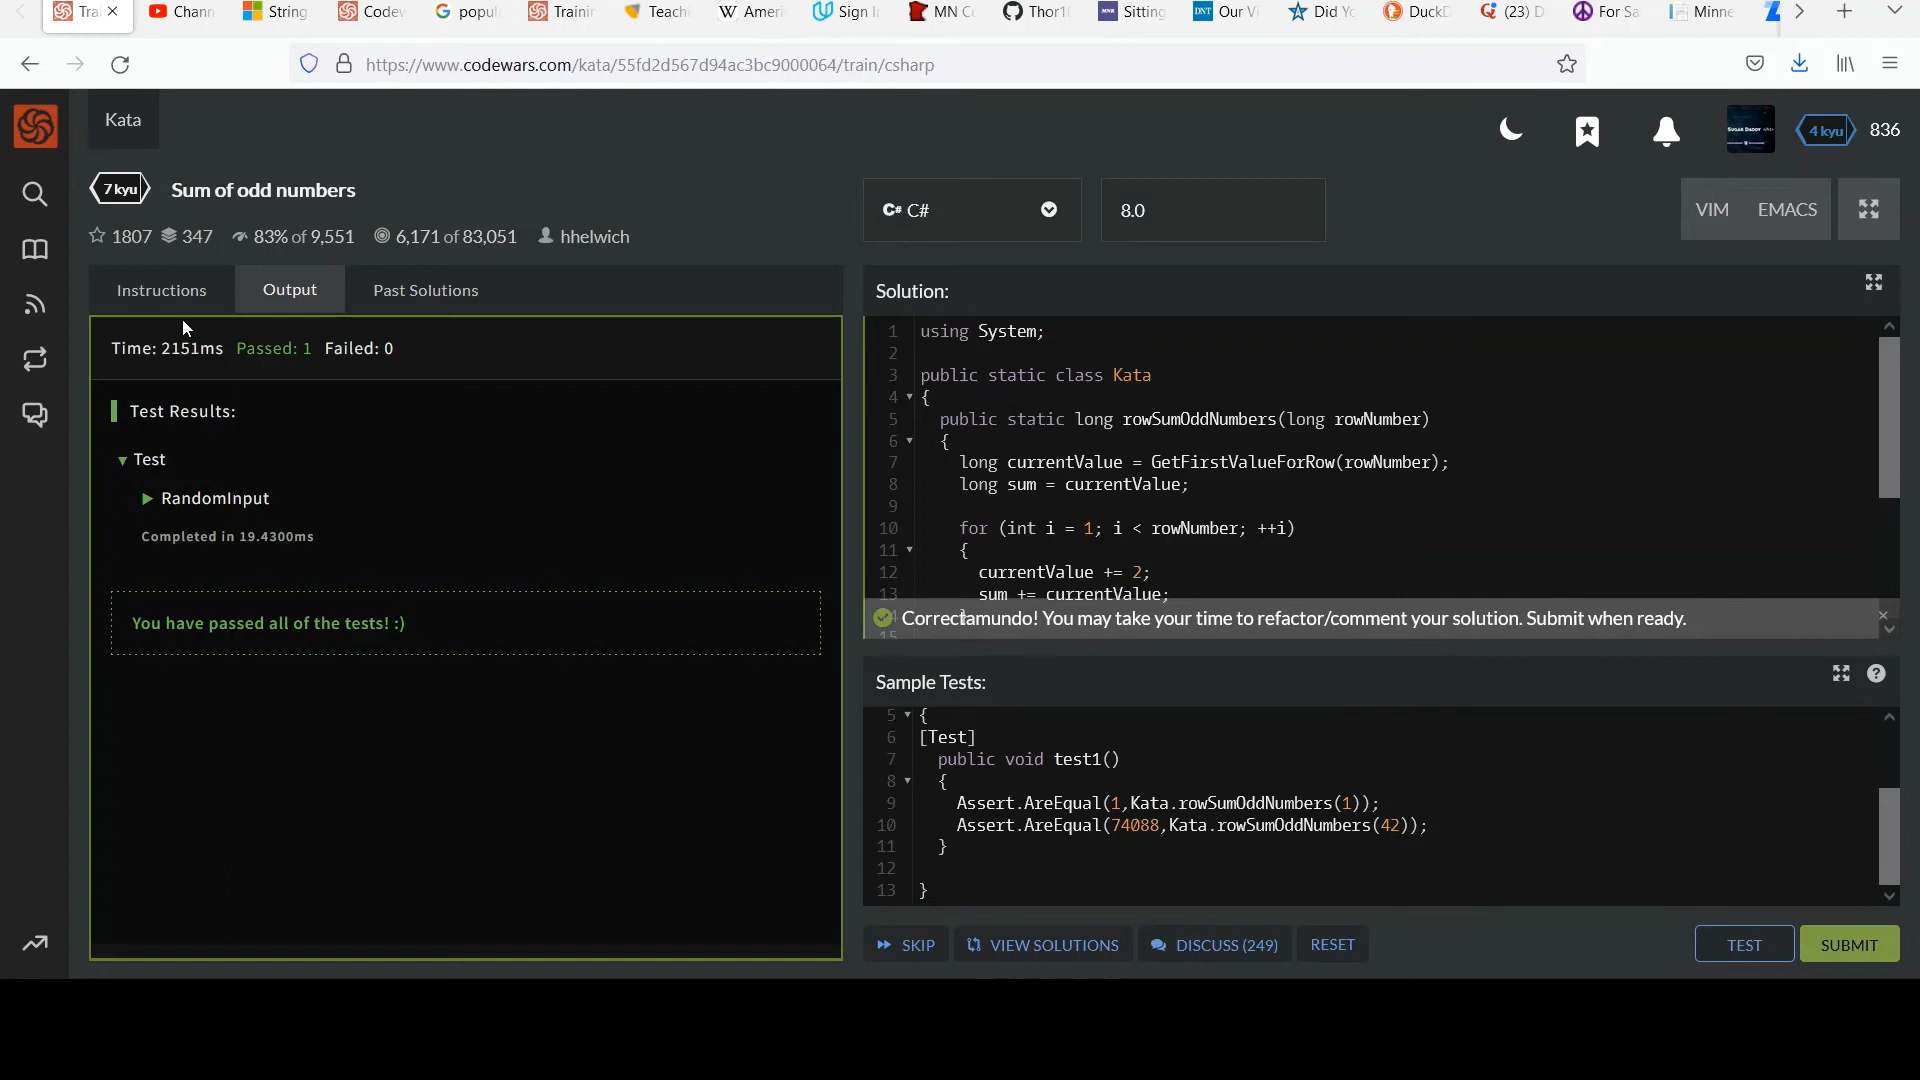 Tra
Chann
String
Codew
popul
Trainin
Teachi
Ameri
Sign I
MN Co
Thor1
Sitting
Our Vi
Did Yo
DuckD
(23) D
For Sa
Minne
https://www.codewars.com/kata/55fd2d567d94ac3bc9000064/train/csharp
Kata
SUGAR DADDY
4 kyu
836
7 kyu
Sum of odd numbers
1807
347
83% of 9,551
6,171 of 83,051
hhelwich
C# C#
8.0
VIM
EMACS
Instructions
Output
Past Solutions
Time: 2151ms Passed: 1 Failed: 0
Test Results:
Test
RandomInput
Completed in 19.4300ms
You have passed all of the tests! :)
Solution:
1 using System;
2
3 public static class Kata
4 {
5 public static long rowSumOddNumbers(long rowNumber)
6 {
7 long currentValue = GetFirstValueForRow(rowNumber);
8 long sum = currentValue;
9
10 for (int i = 1; i < rowNumber; ++i)
11 {
12 currentValue += 2;
13 sum += currentValue;
Correctamundo! You may take your time to refactor/comment your solution. Submit when ready.
15
Sample Tests:
5 {
6 [Test]
7 public void test1()
8 {
9 Assert.AreEqual(1,Kata.rowSumOddNumbers(1));
10 Assert.AreEqual(74088,Kata.rowSumOddNumbers(42));
11 }
12
13 }
SKIP
VIEW SOLUTIONS
DISCUSS (249)
RESET
TEST
SUBMIT